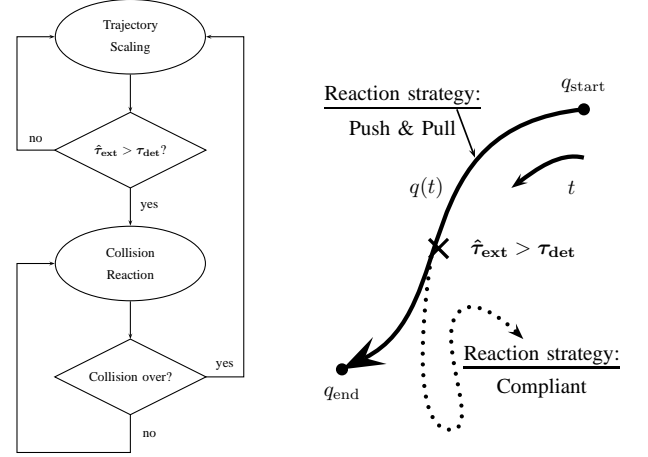 Trajectory
Scaling
no
τ̂ext > τdet?
yes
Collision
Reaction
yes
Collision over?
no
qstart
Reaction strategy:
Push & Pull
q(t)
t
τ̂ext > τdet
Reaction strategy:
Compliant
qend